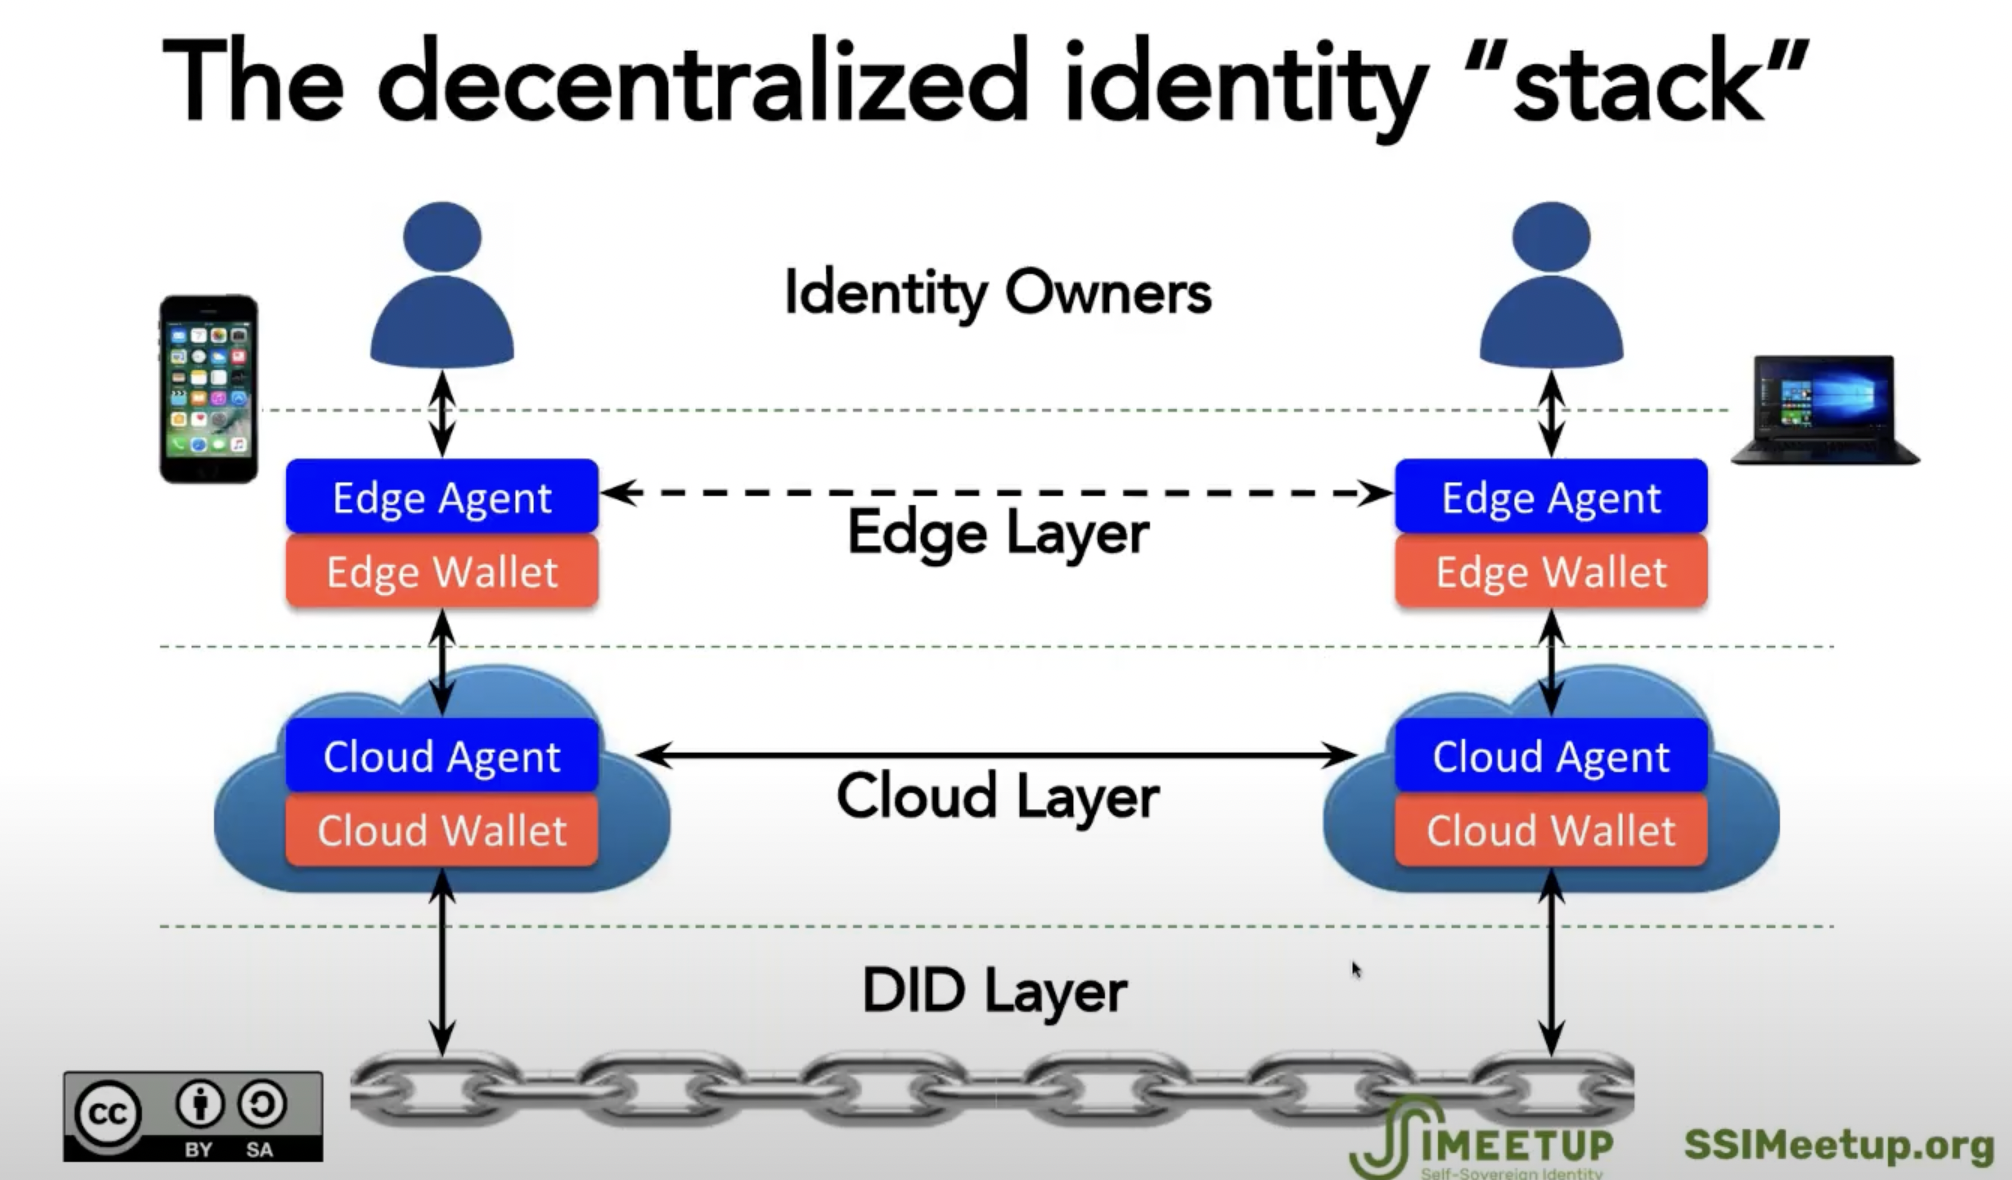 The decentralized identity “stack”
Identity Owners
Edge Agent
Edge Agent
Edge Layer
Edge Wallet
Edge Wallet
Cloud Agent
Cloud Agent
Cloud Layer
Cloud Wallet
Cloud Wallet
DID Layer
cc
BY SA
SSIMEETUP
Self-Sovereign Identity
SSIMeetup.org